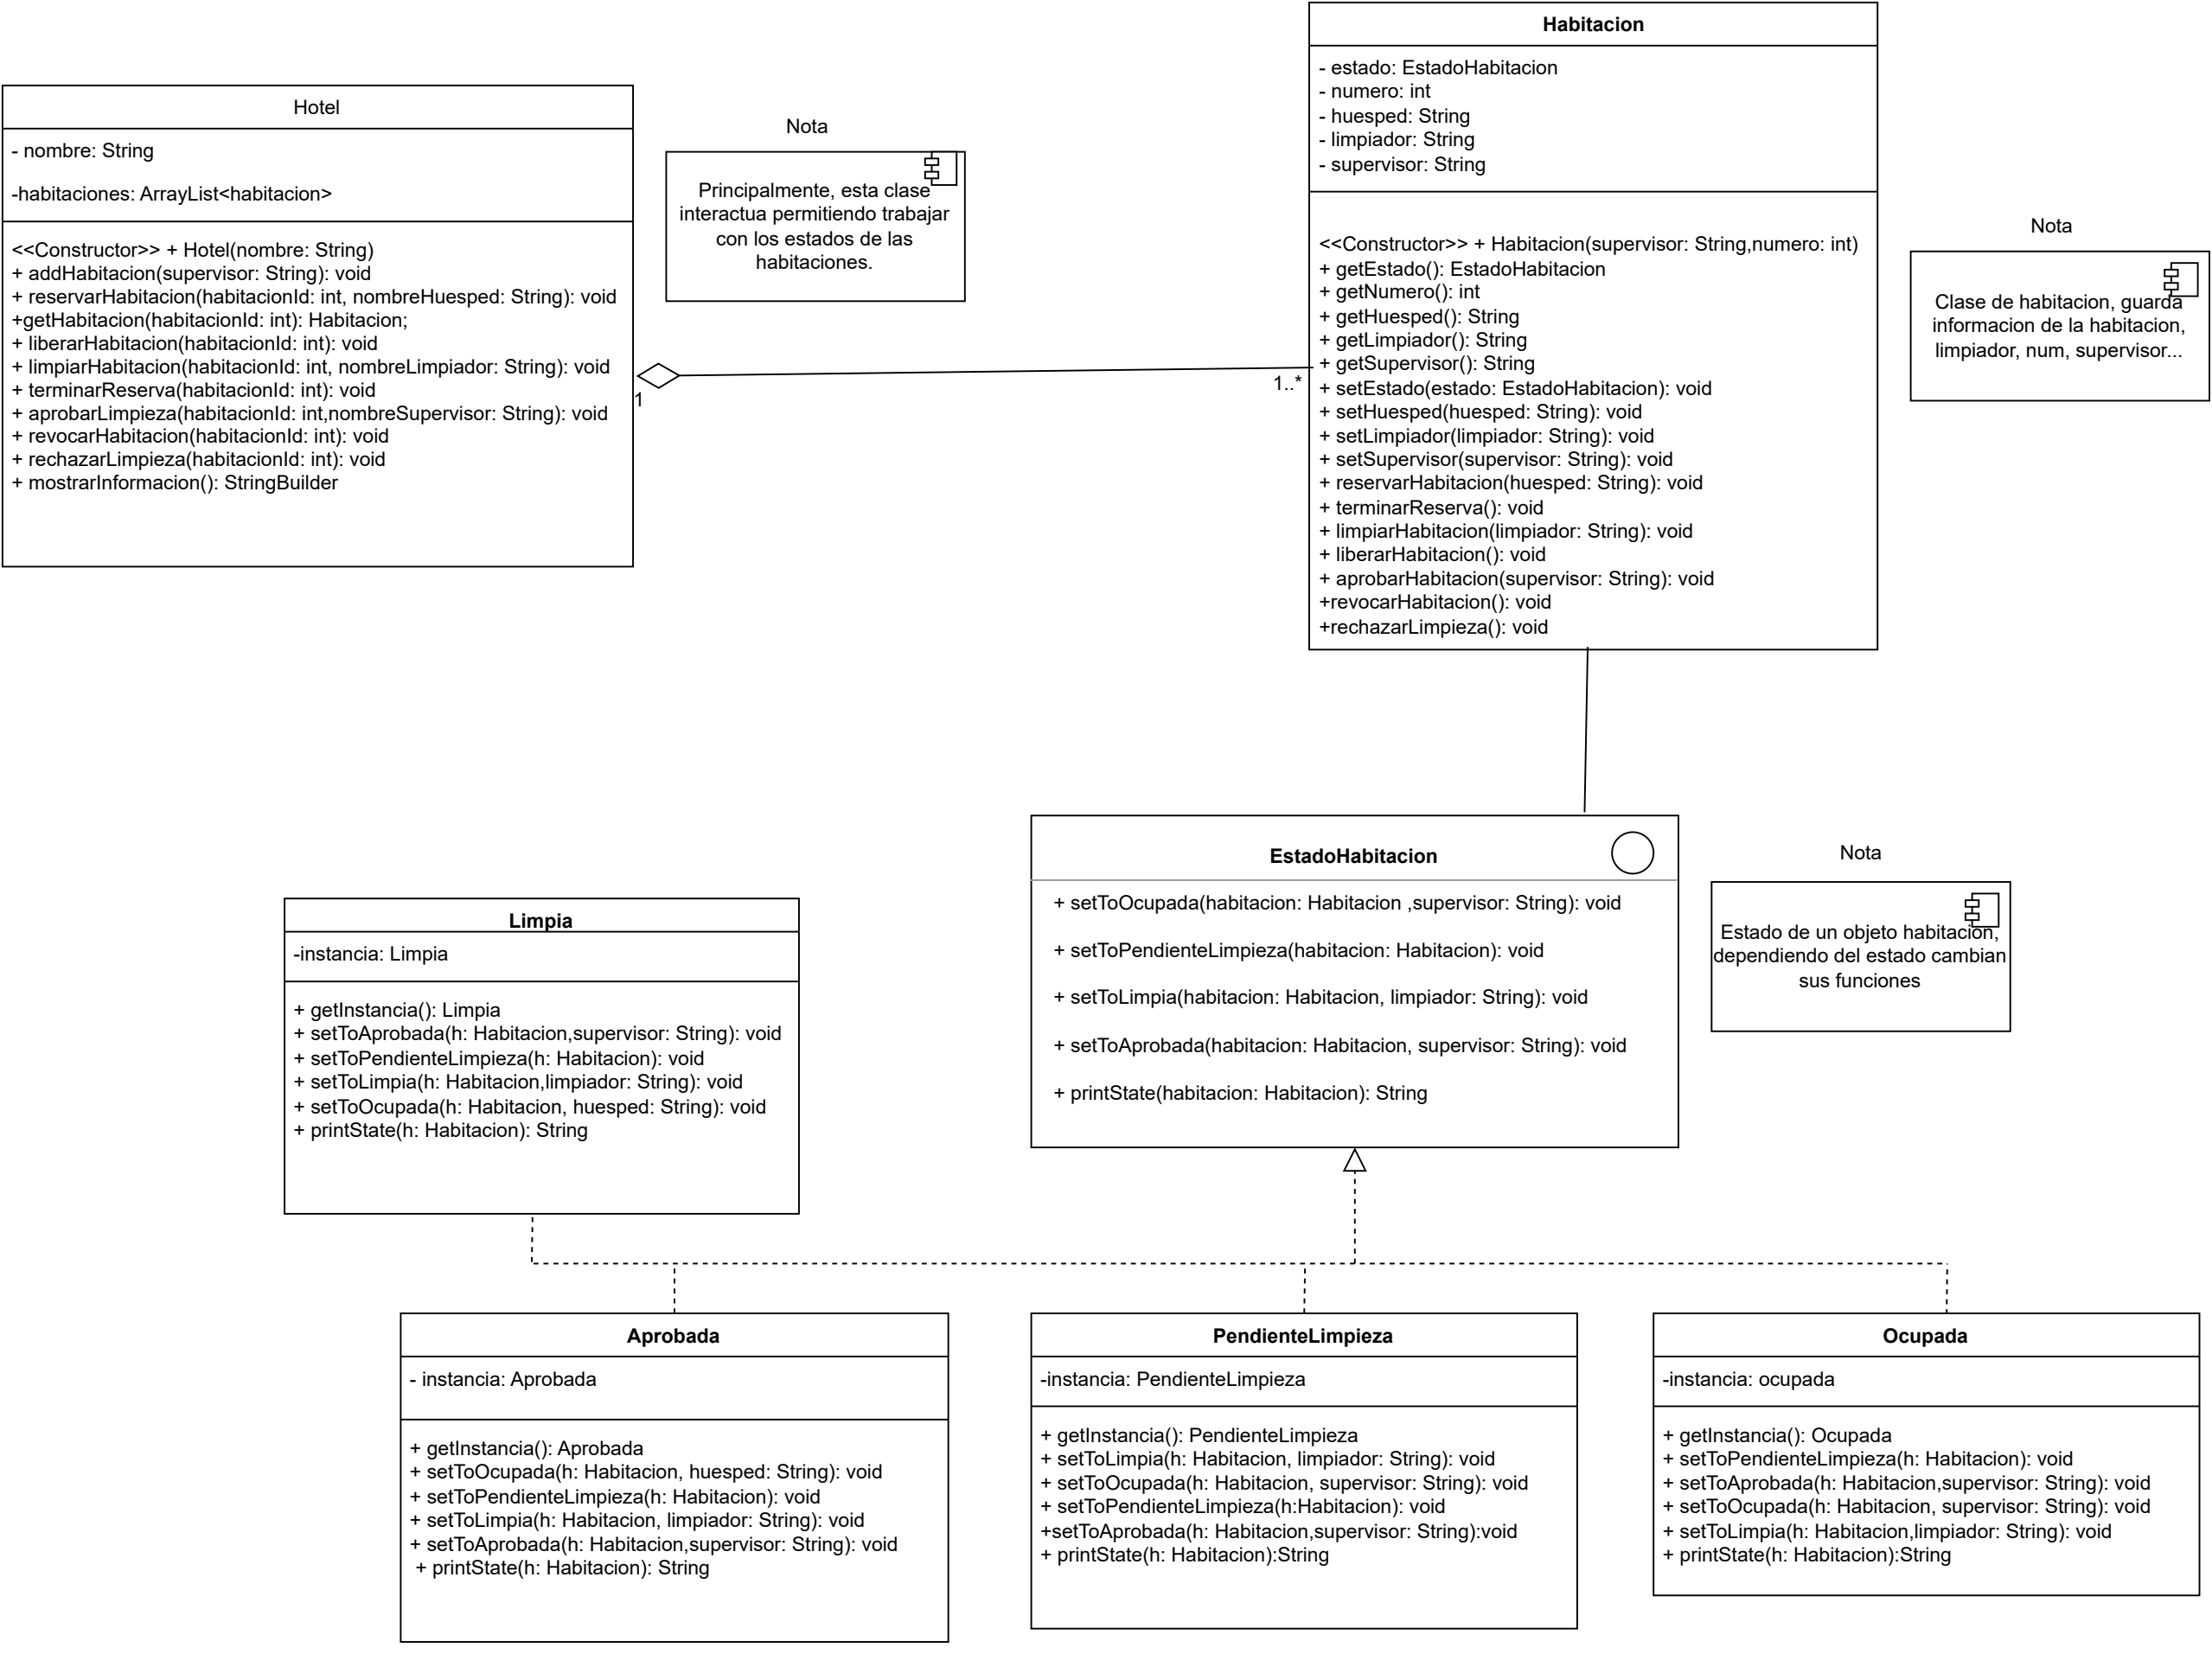 Hotel
- nombre: String
-habitaciones: ArrayList<habitacion>
<<Constructor>> + Hotel(nombre: String)
+ addHabitacion(supervisor: String): void
+ reservarHabitacion(habitacionId: int, nombreHuesped: String): void
+getHabitacion(habitacionId: int): Habitacion;
+ liberarHabitacion(habitacionId: int): void
+ limpiarHabitacion(habitacionId: int, nombreLimpiador: String): void
+ terminarReserva(habitacionId: int): void
+ aprobarLimpieza(habitacionId: int,nombreSupervisor: String): void
+ revocarHabitacion(habitacionId: int): void
+ rechazarLimpieza(habitacionId: int): void
+ mostrarInformacion(): StringBuilder
Nota
Principalmente, esta clase
interactua permitiendo trabajar
con los estados de las
habitaciones.
1
1..*
Habitacion
- estado: EstadoHabitacion
- numero: int
- huesped: String
- limpiador: String
- supervisor: String
<<Constructor>> + Habitacion(supervisor: String,numero: int)
+ getEstado(): EstadoHabitacion
+ getNumero(): int
+ getHuesped(): String
+ getLimpiador(): String
+ getSupervisor(): String
+ setEstado(estado: EstadoHabitacion): void
+ setHuesped(huesped: String): void
+ setLimpiador(limpiador: String): void
+ setSupervisor(supervisor: String): void
+ reservarHabitacion(huesped: String): void
+ terminarReserva(): void
+ limpiarHabitacion(limpiador: String): void
+ liberarHabitacion(): void
+ aprobarHabitacion(supervisor: String): void
+revocarHabitacion(): void
+rechazarLimpieza(): void
Nota
Clase de habitacion, guarda
informacion de la habitacion,
limpiador, num, supervisor...
EstadoHabitacion
+ setToOcupada(habitacion: Habitacion ,supervisor: String): void
+ setToPendienteLimpieza(habitacion: Habitacion): void
+ setToLimpia(habitacion: Habitacion, limpiador: String): void
+ setToAprobada(habitacion: Habitacion, supervisor: String): void
+ printState(habitacion: Habitacion): String
Nota
Estado de un objeto habitación,
dependiendo del estado cambian
sus funciones
Limpia
-instancia: Limpia
+ getInstancia(): Limpia
+ setToAprobada(h: Habitacion,supervisor: String): void
+ setToPendienteLimpieza(h: Habitacion): void
+ setToLimpia(h: Habitacion,limpiador: String): void
+ setToOcupada(h: Habitacion, huesped: String): void
+ printState(h: Habitacion): String
Aprobada
- instancia: Aprobada
+ getInstancia(): Aprobada
+ setToOcupada(h: Habitacion, huesped: String): void
+ setToPendienteLimpieza(h: Habitacion): void
+ setToLimpia(h: Habitacion, limpiador: String): void
+ setToAprobada(h: Habitacion,supervisor: String): void
+ printState(h: Habitacion): String
PendienteLimpieza
-instancia: PendienteLimpieza
+ getInstancia(): PendienteLimpieza
+ setToLimpia(h: Habitacion, limpiador: String): void
+ setToOcupada(h: Habitacion, supervisor: String): void
+ setToPendienteLimpieza(h:Habitacion): void
+setToAprobada(h: Habitacion,supervisor: String):void
+ printState(h: Habitacion):String
Ocupada
-instancia: ocupada
+ getInstancia(): Ocupada
+ setToPendienteLimpieza(h: Habitacion): void
+ setToAprobada(h: Habitacion,supervisor: String): void
+ setToOcupada(h: Habitacion, supervisor: String): void
+ setToLimpia(h: Habitacion,limpiador: String): void
+ printState(h: Habitacion):String